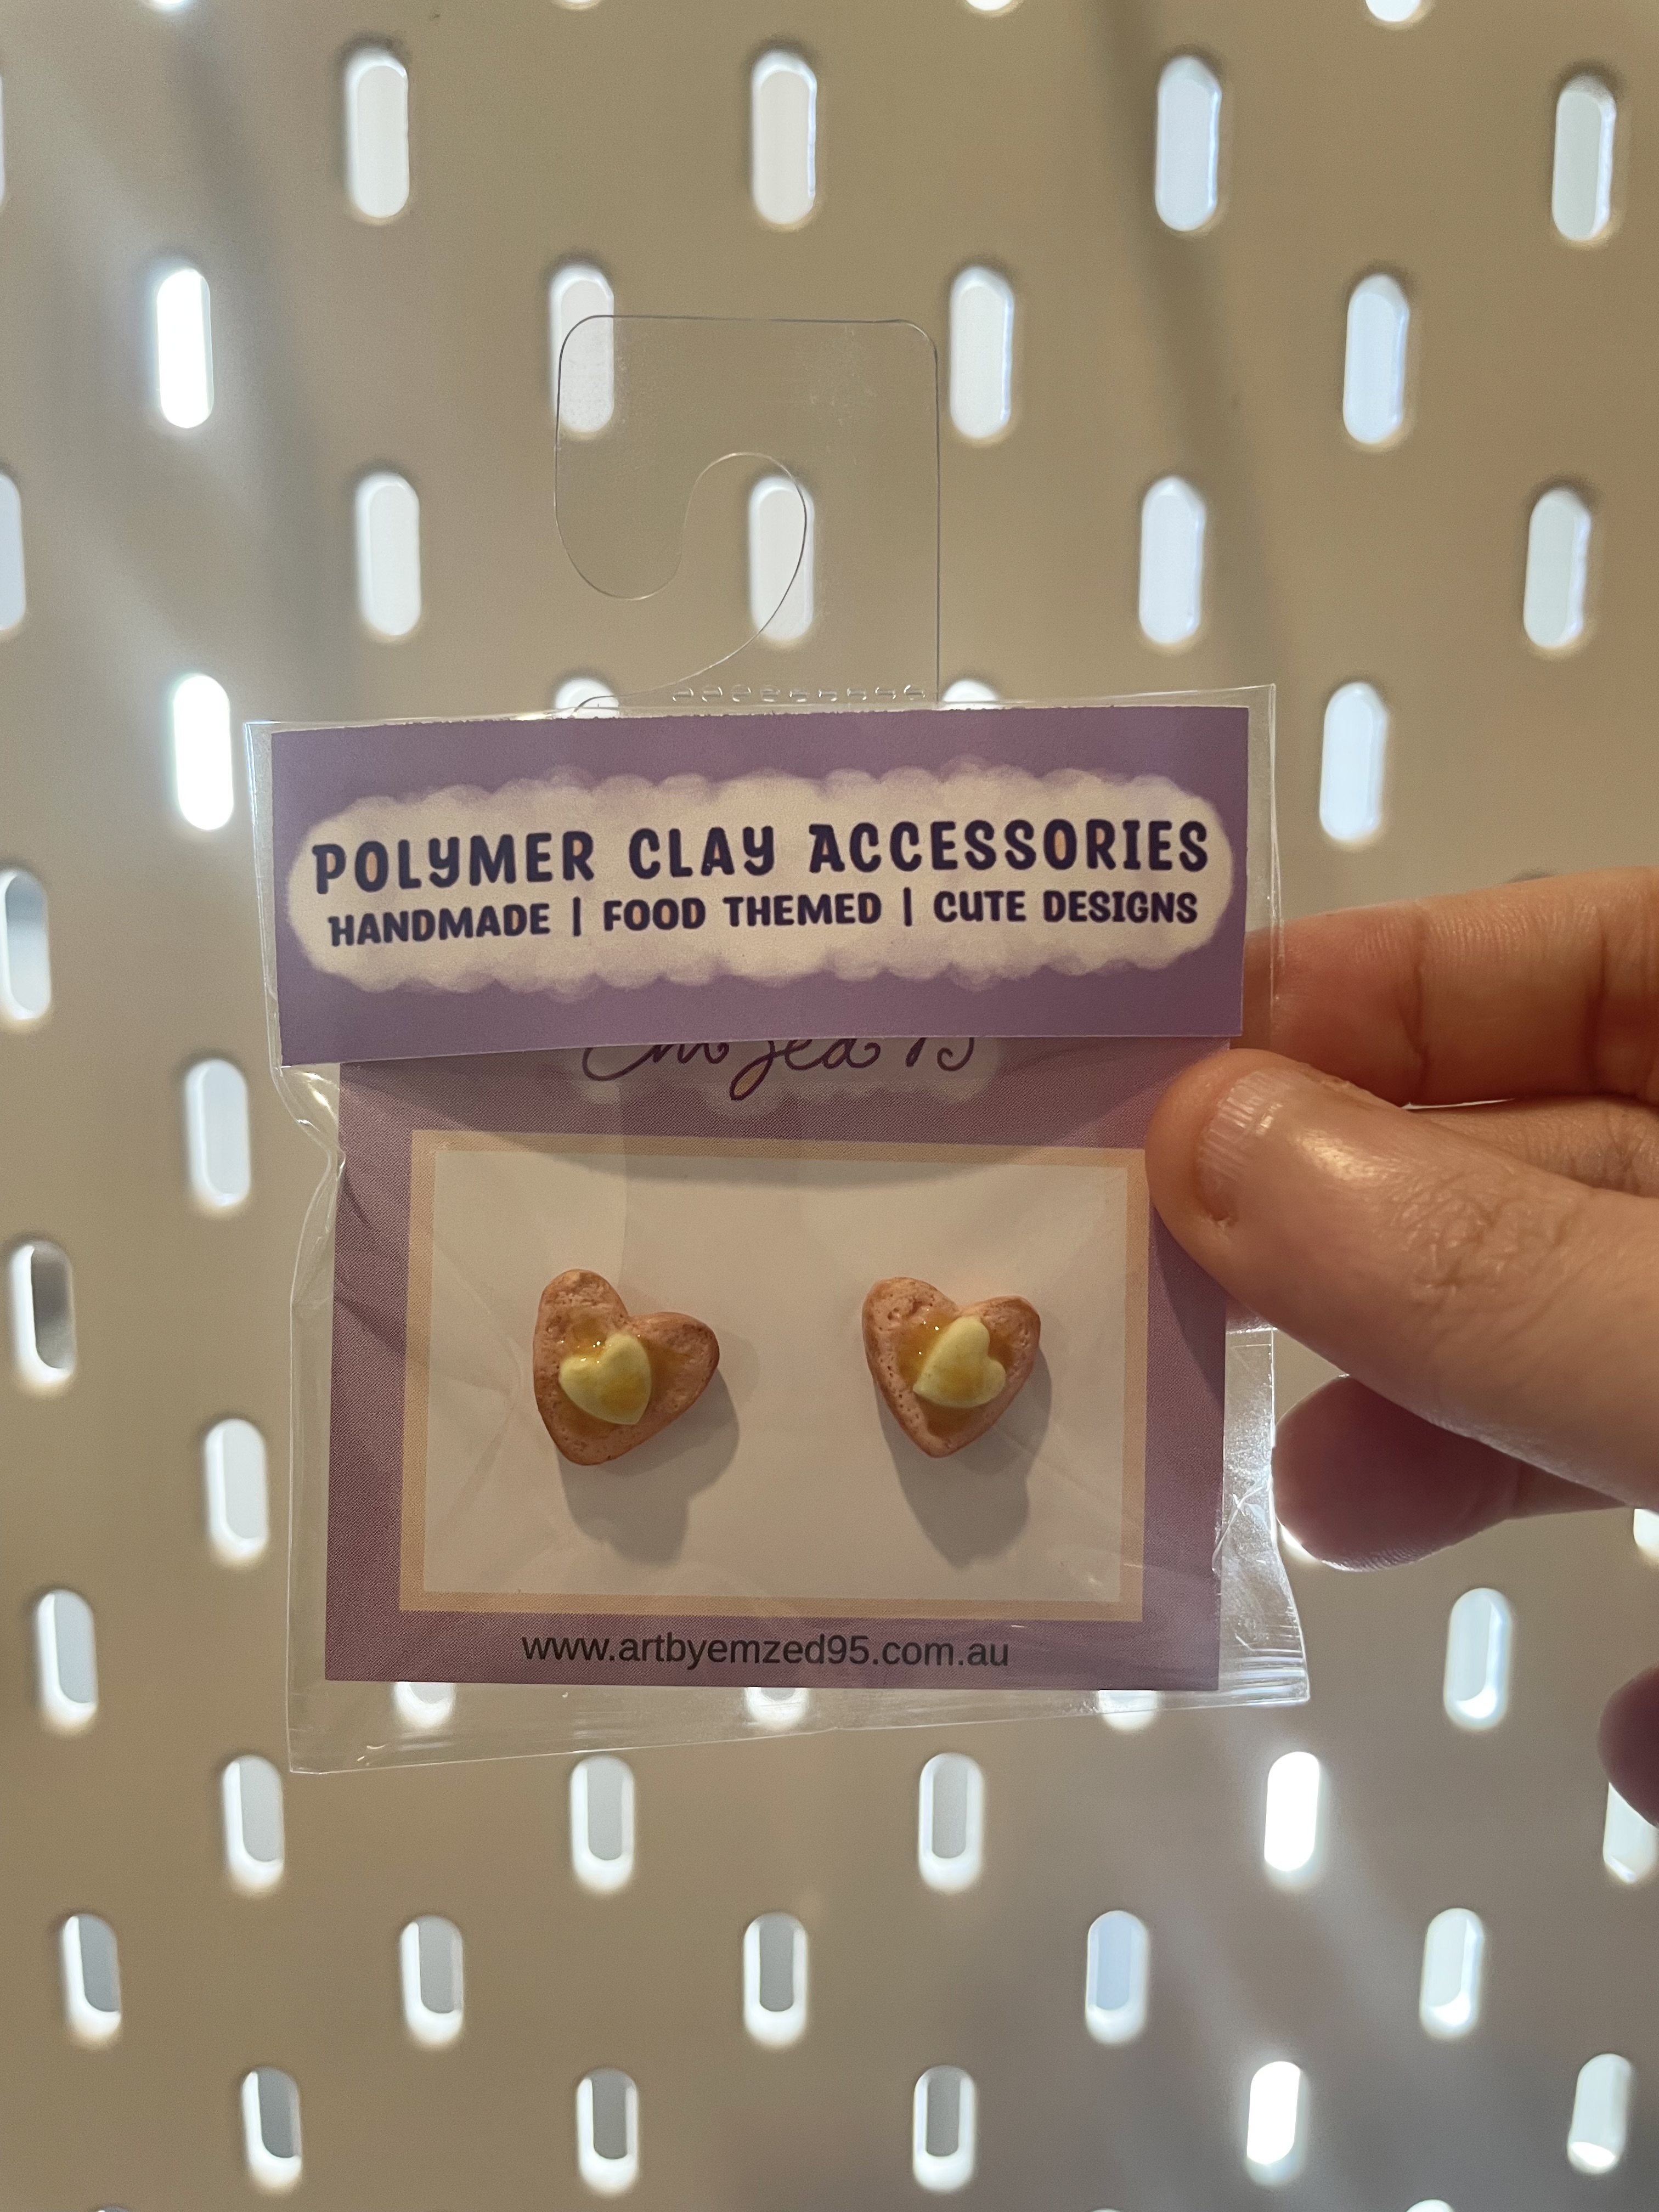 POLYMER CLAY ACCESSORIES
HANDMADE | FOOD THEMED | CUTE DESIGNS
www.artbyemzed95.com.au